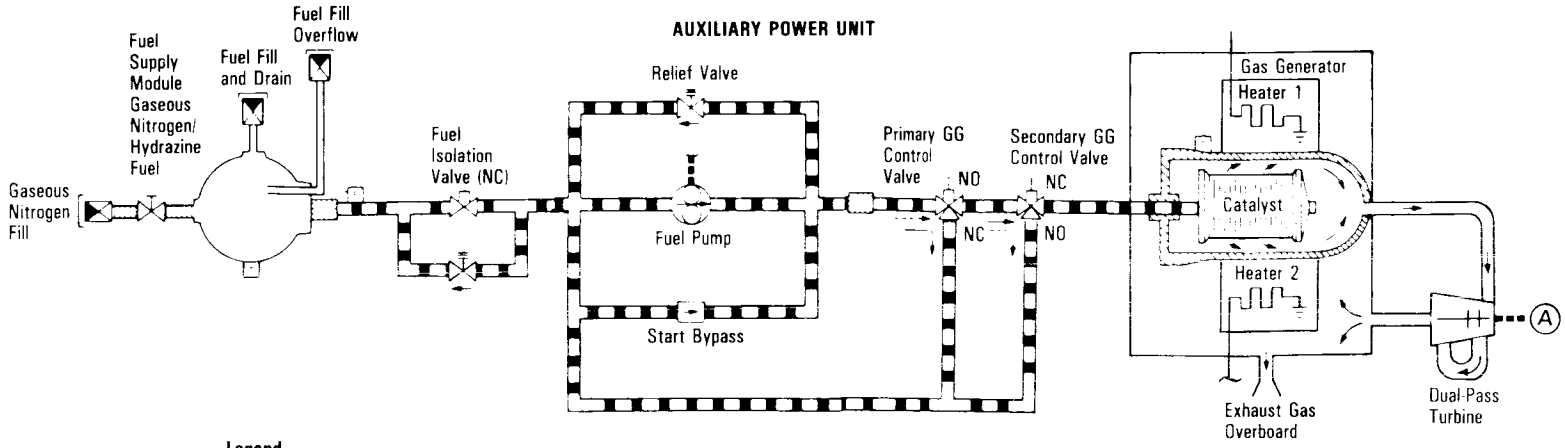 AUXILIARY POWER UNIT
Fuel Fill
Overflow
Fuel
Supply
Module
Gaseous
Nitrogen/
Hydrazine
Fuel
Fuel Fill
and Drain
Gaseous
Nitrogen
Fill
Fuel
Isolation
Valve (NC)
Relief Valve
Fuel Pump
Start Bypass
Primary GG
Control
Valve
NO
NC
Secondary GG
Control Valve
NC
NO
Gas Generator
Heater 1
Catalyst
Heater 2
Exhaust Gas
Overboard
A
Dual-Pass
Turbine
Legend